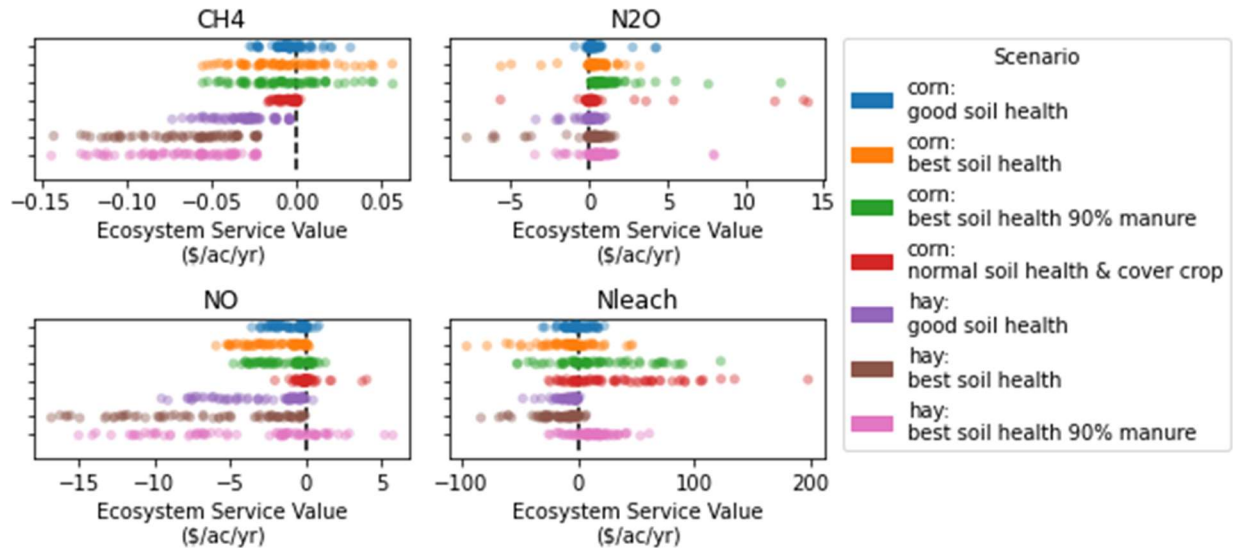 CH4
−0.15
−0.10
−0.05
0.00
0.05
Ecosystem Service Value
($/ac/yr)
N2O
−5
0
5
10
15
Ecosystem Service Value
($/ac/yr)
NO
−15
−10
−5
0
5
Ecosystem Service Value
($/ac/yr)
Nleach
−100
0
100
200
Ecosystem Service Value
($/ac/yr)
Scenario
corn:
good soil health
corn:
best soil health
corn:
best soil health 90% manure
corn:
normal soil health & cover crop
hay:
good soil health
hay:
best soil health
hay:
best soil health 90% manure